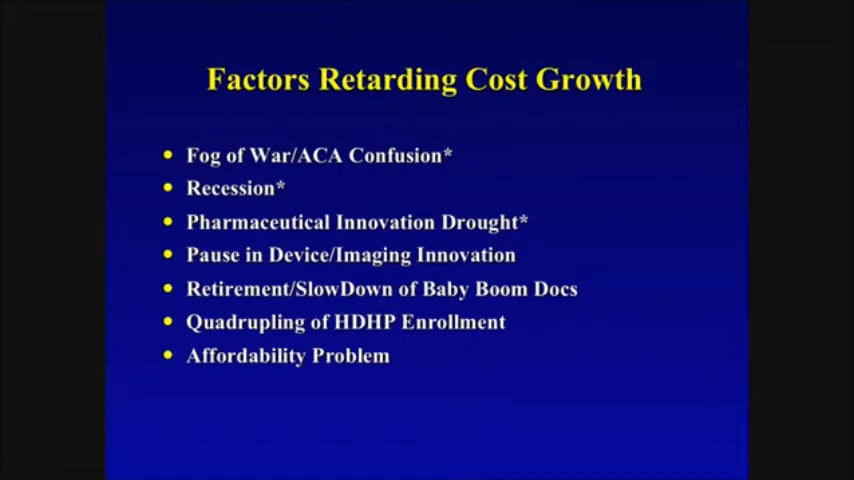 Factors Retarding Cost Growth
• Fog of War/ACA Confusion*
• Recession*
• Pharmaceutical Innovation Drought*
• Pause in Device/Imaging Innovation
• Retirement/SlowDown of Baby Boom Docs
• Quadrupling of HDHP Enrollment
• Affordability Problem